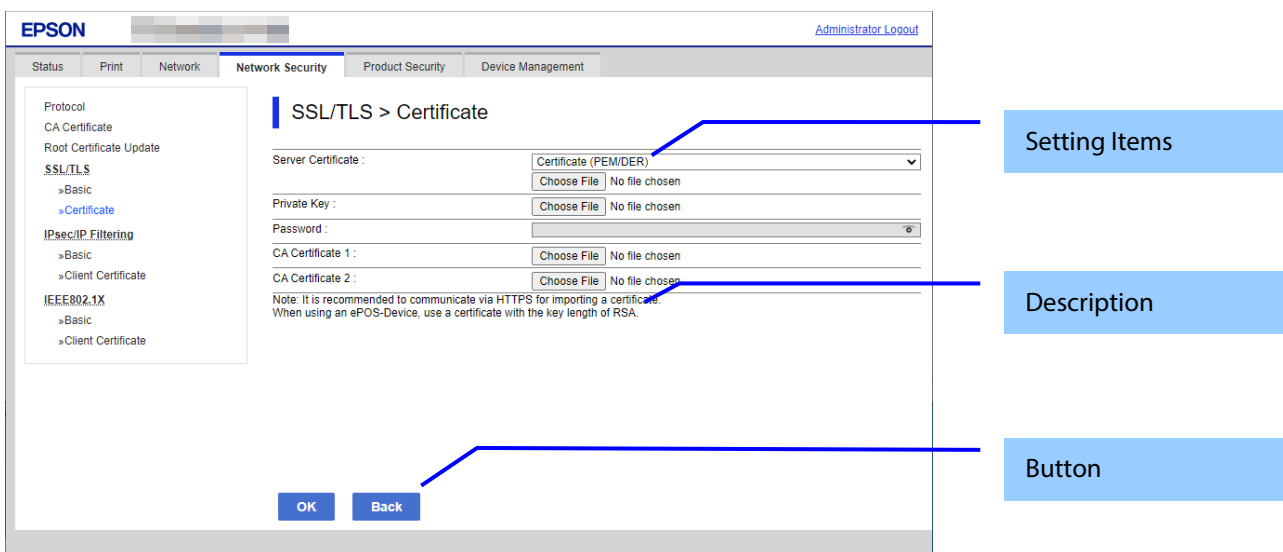 EPSON
Administrator Logout
Status Print Network Network Security Product Security Device Management
Protocol
CA Certificate
Root Certificate Update
SSL/TLS
»Basic
»Certificate
IPsec/IP Filtering
»Basic
»Client Certificate
IEEE802.1X
»Basic
»Client Certificate
SSL/TLS > Certificate
Server Certificate : Certificate (PEM/DER)
Choose File No file chosen
Private Key : Choose File No file chosen
Password :
CA Certificate 1 : Choose File No file chosen
CA Certificate 2 : Choose File No file chosen
Note: It is recommended to communicate via HTTPS for importing a certificate.
When using an ePOS-Device, use a certificate with the key length of RSA.
OK Back
Setting Items
Description
Button